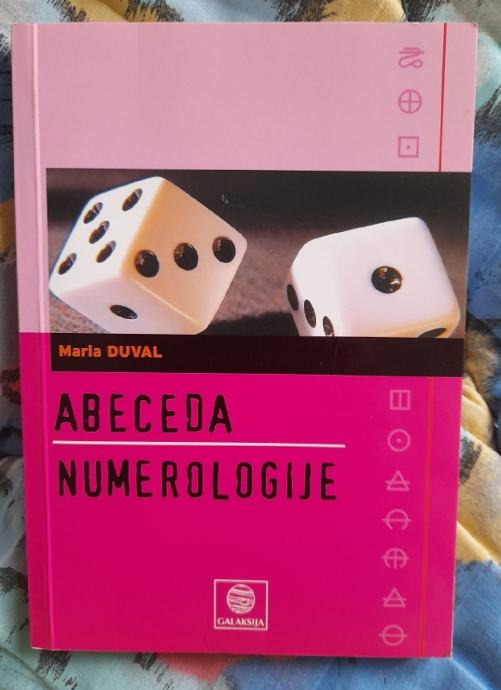 Maria DUVAL
ABECEDA
NUMEROLOGIJE
GALAKSIJA